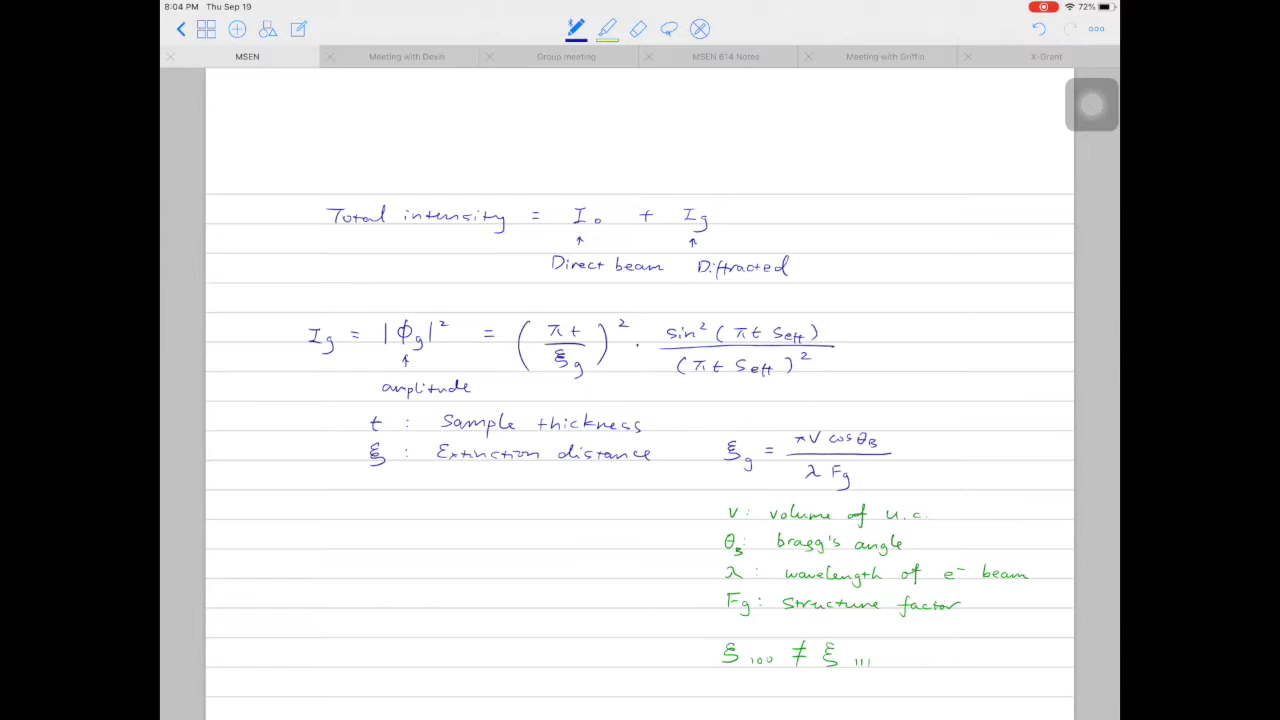 8:04 PM Thu Sep 19 72%
MSEN Meeting with Dexin Group meeting MSEN 614 Notes Meeting with Griffin X-Grant
Total intensity = I₀ + I_g
↑ ↑
Direct beam Diffracted
I_g = |ϕ_g|² = (πt / ξ_g)² · sin²(πt S_eff) / (πt S_eff)²
↑
amplitude
t : Sample thickness
ξ : Extinction distance ξ_g = πV cosθ_B / λ F_g
V : volume of u.c.
θ_B : bragg's angle
λ : wavelength of e⁻ beam
F_g : structure factor
ξ₁₀₀ ≠ ξ₁₁₁